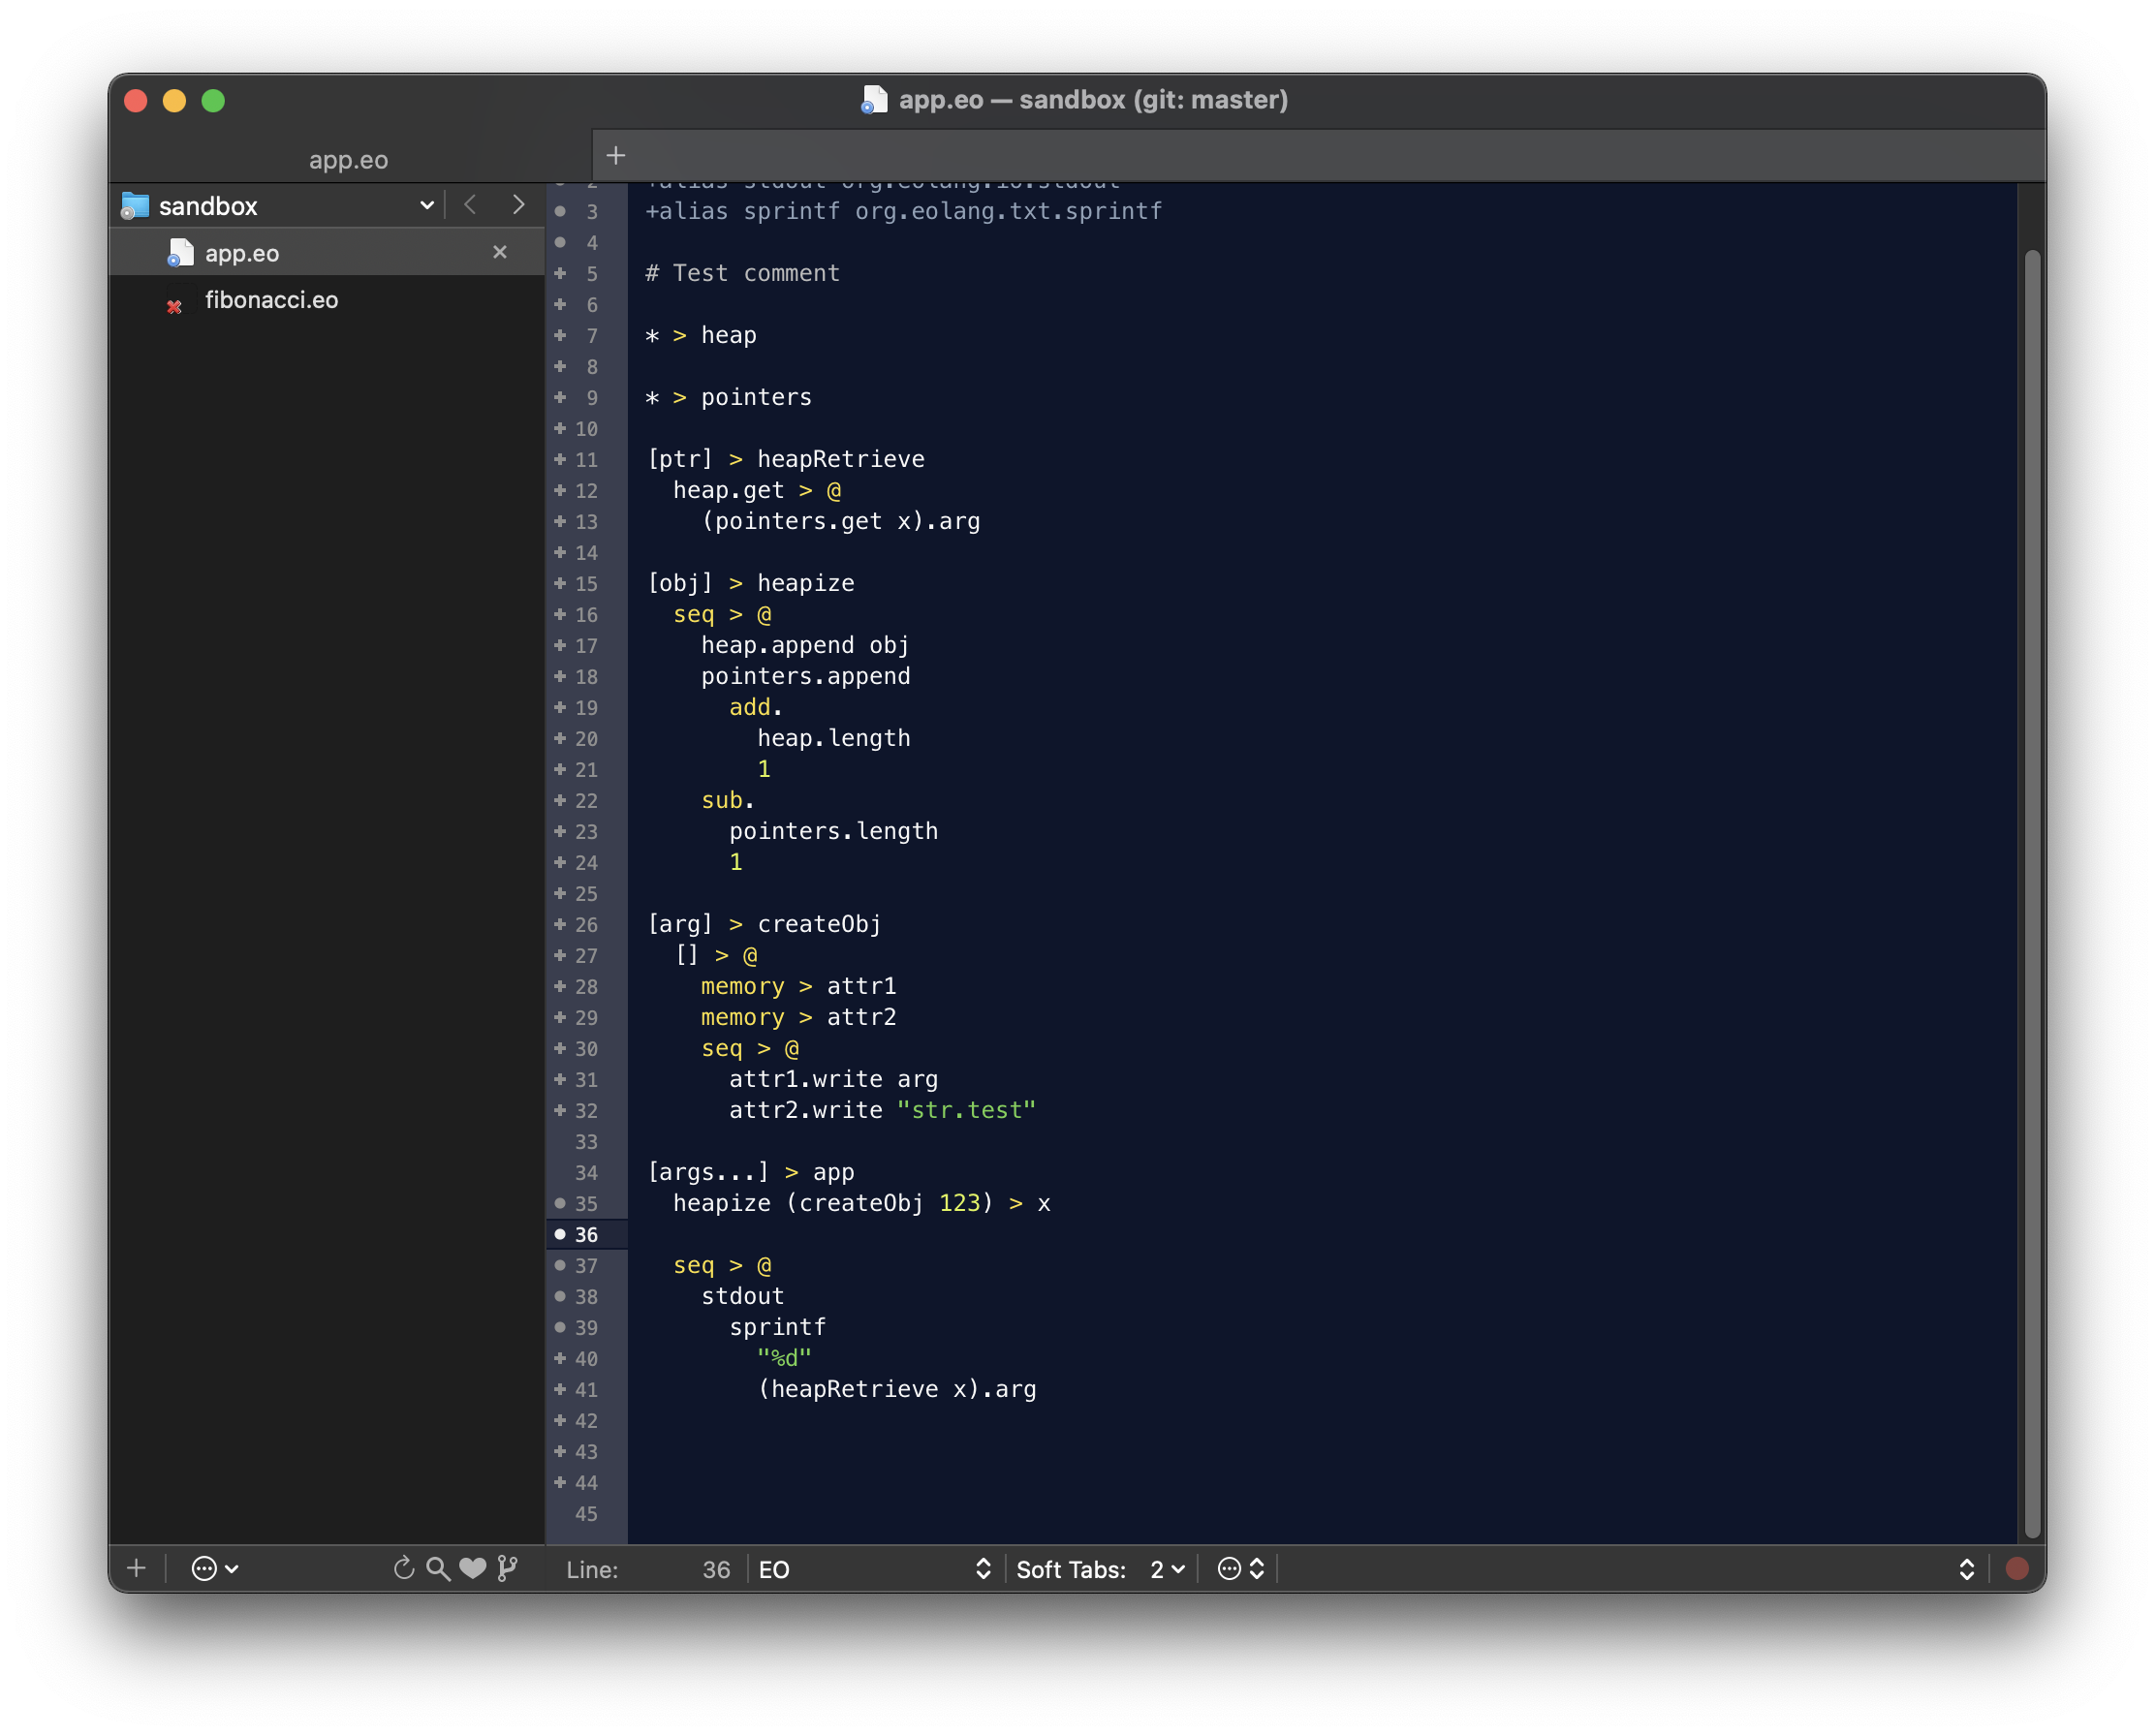 app.eo — sandbox (git: master)
app.eo
sandbox
app.eo
fibonacci.eo
2 +alias stdout org.eolang.io.stdout
3 +alias sprintf org.eolang.txt.sprintf
4
5 # Test comment
6
7 * > heap
8
9 * > pointers
10
11 [ptr] > heapRetrieve
12   heap.get > @
13     (pointers.get x).arg
14
15 [obj] > heapize
16   seq > @
17     heap.append obj
18     pointers.append
19       add.
20         heap.length
21         1
22     sub.
23       pointers.length
24       1
25
26 [arg] > createObj
27   [] > @
28     memory > attr1
29     memory > attr2
30     seq > @
31       attr1.write arg
32       attr2.write "str.test"
33
34 [args...] > app
35   heapize (createObj 123) > x
36
37   seq > @
38     stdout
39       sprintf
40         "%d"
41         (heapRetrieve x).arg
42
43
44
45
Line: 36 EO Soft Tabs: 2